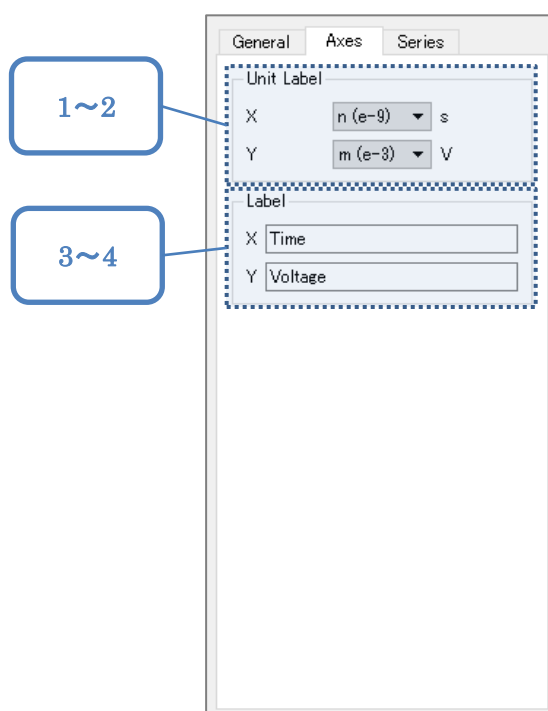 General Axes Series
Unit Label
1～2
X n (e-9) s
Y m (e-3) V
Label
3～4
X Time
Y Voltage